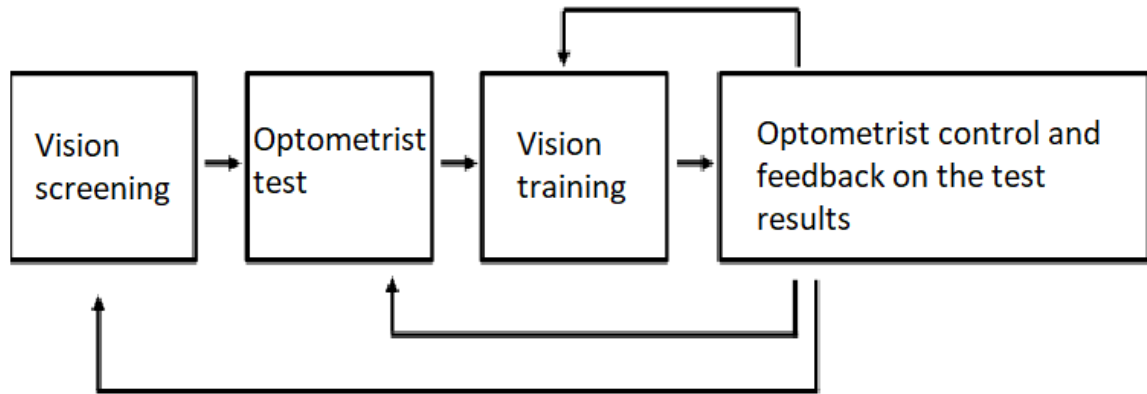 Vision
screening
Optometrist
test
Vision
training
Optometrist control and
feedback on the test
results